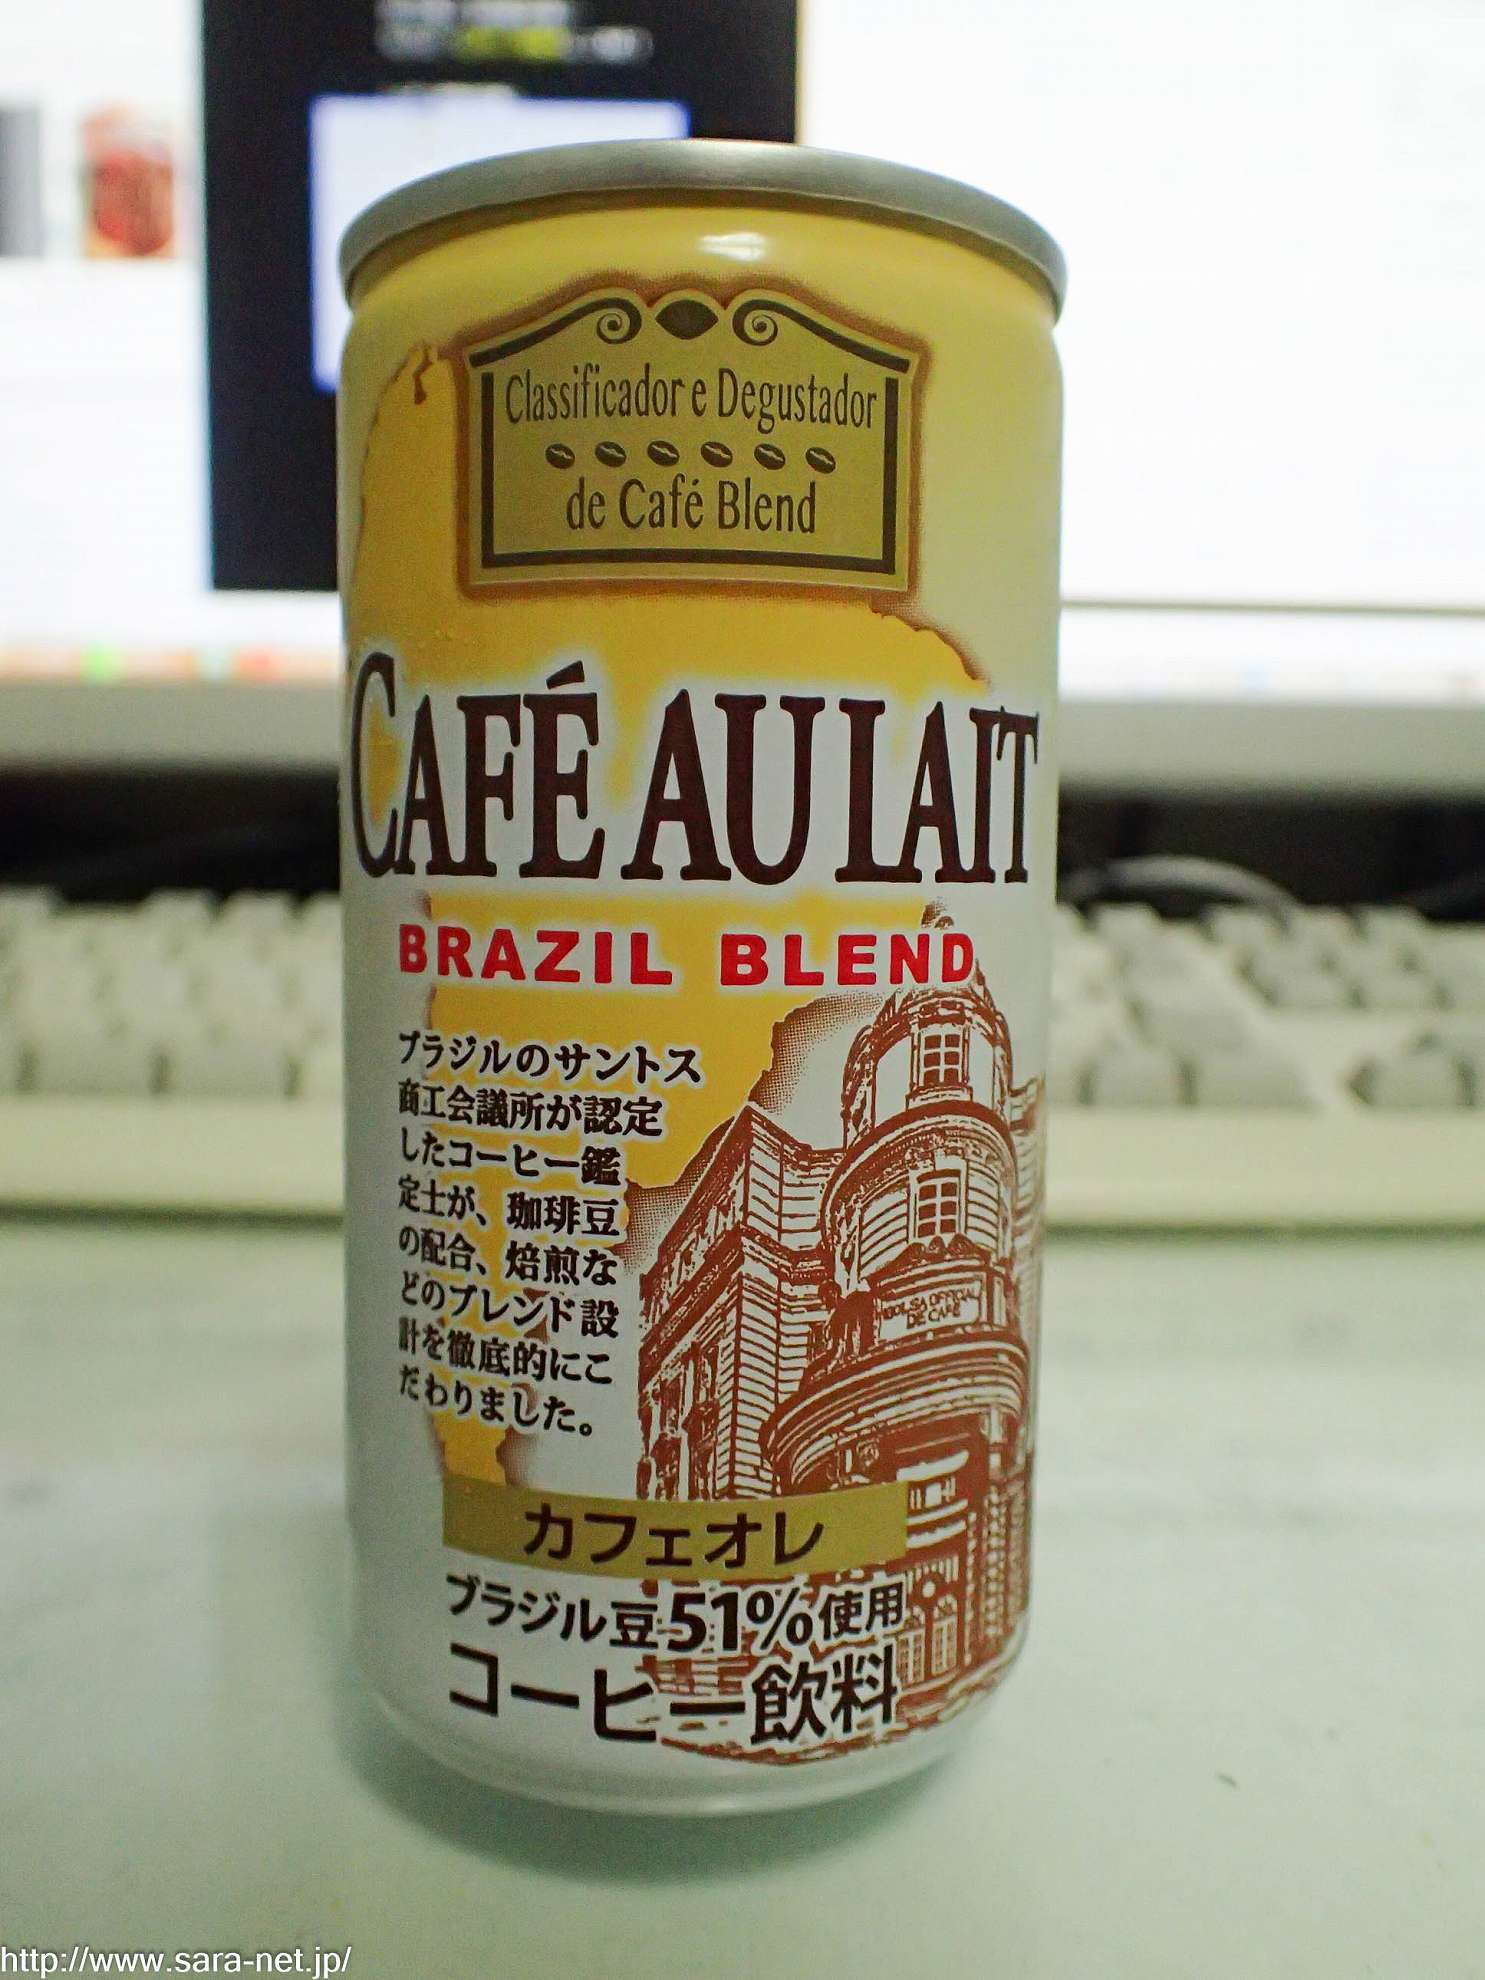 Classificador e Degustador
de Café Blend
CAFÉ AU LAIT
BRAZIL BLEND
ブラジルのサントス
商工会議所が認定
したコーヒー鑑
定士が、珈琲豆
の配合、焙煎な
どのブレンド設
計を徹底的にこ
だわりました。
BOLSA OFFICIAL
DE CAFÉ
カフェオレ
ブラジル豆51%使用
コーヒー飲料
http://www.sara-net.jp/